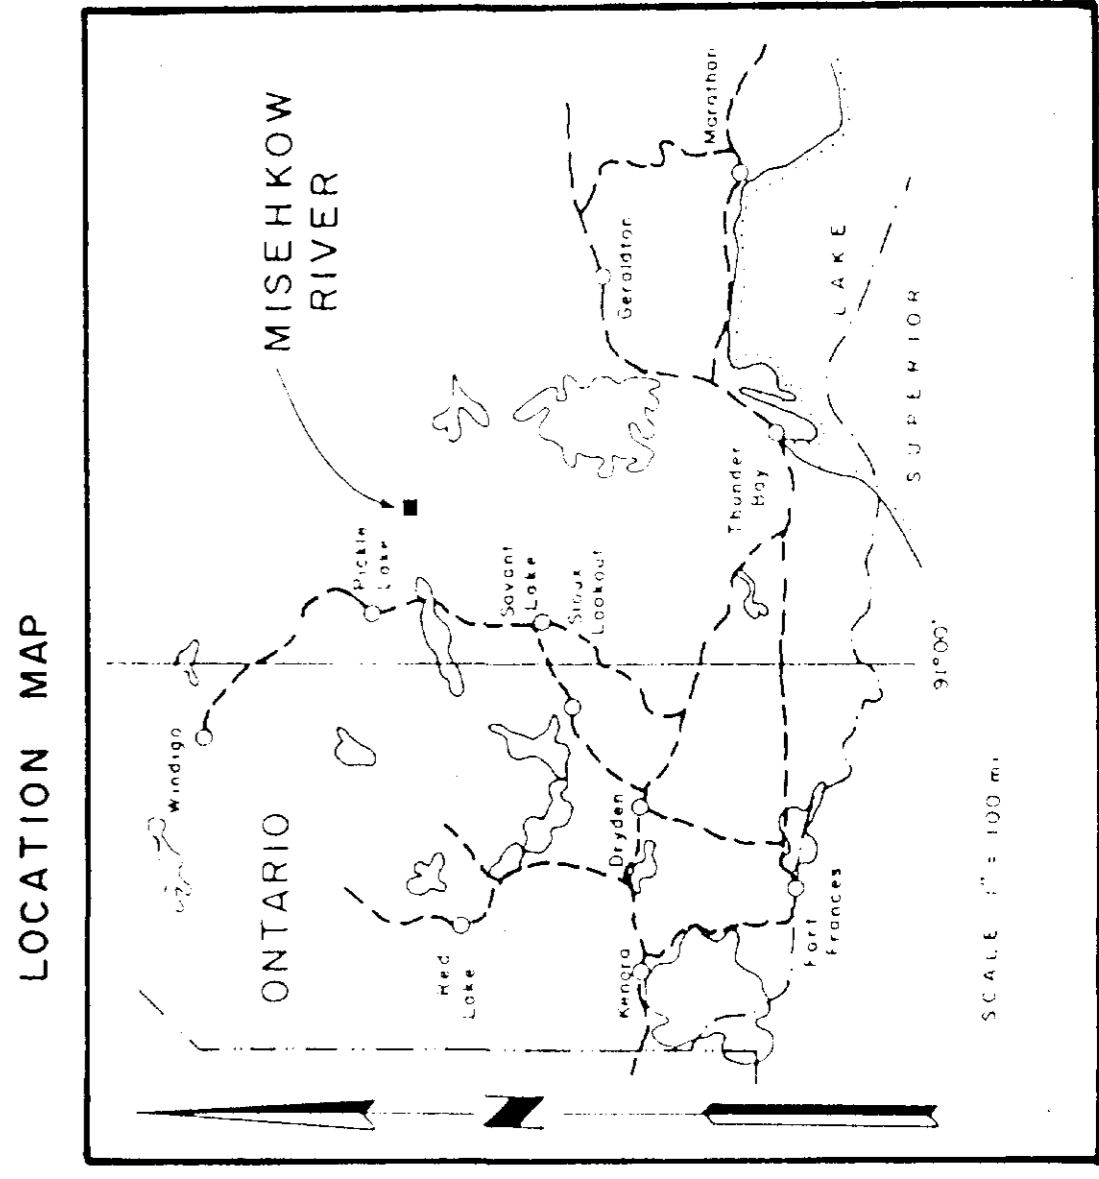 LOCATION MAP
MISEHKOW
RIVER
ONTARIO
Windigo
Pickle
Lake
Savant
Lake
Sioux
Lookout
Red
Lake
Dryden
Kenora
Fort
Frances
Thunder
Bay
Geraldton
Marathon
LAKE
SUPERIOR
91°00'
N
SCALE 1" = 100 mi